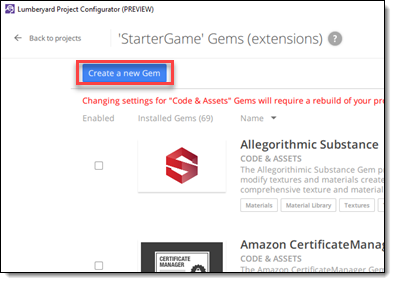 Lumberyard Project Configurator (PREVIEW)
Back to projects
'StarterGame' Gems (extensions) ?
Create a new Gem
Changing settings for "Code & Assets" Gems will require a rebuild of your
Enabled Installed Gems (69) Name
Allegorithmic Substance
CODE & ASSETS
The Allegorithmic Substance Gem
modify textures and materials create
comprehensive texture and material
Materials Material Library Textures
Amazon CertificateManag
CODE & ASSETS
The Amazon CertificateManager Gem
CERTIFICATE
MANAGER